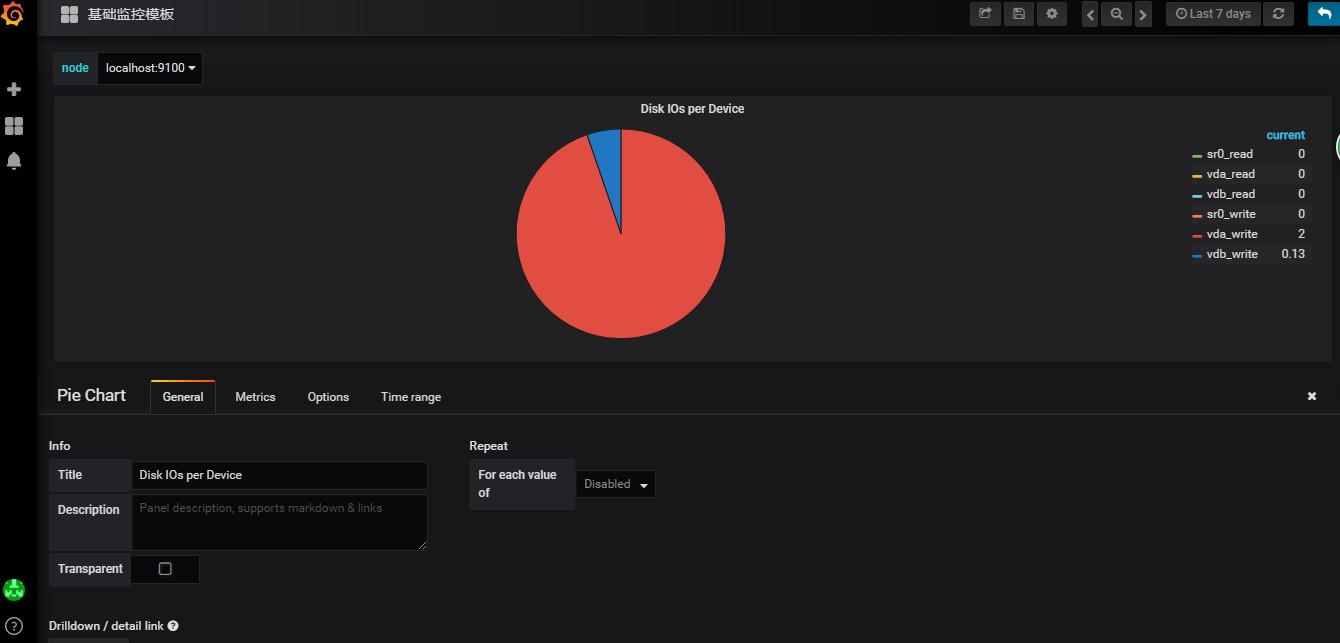 基础监控模板
Last 7 days
node localhost:9100
Disk IOs per Device
current
sr0_read 0
vda_read 0
vdb_read 0
sr0_write 0
vda_write 2
vdb_write 0.13
Pie Chart General Metrics Options Time range
Info
Title Disk IOs per Device
Description Panel description, supports markdown & links
Transparent
Repeat
For each value
of
Disabled
Drilldown / detail link